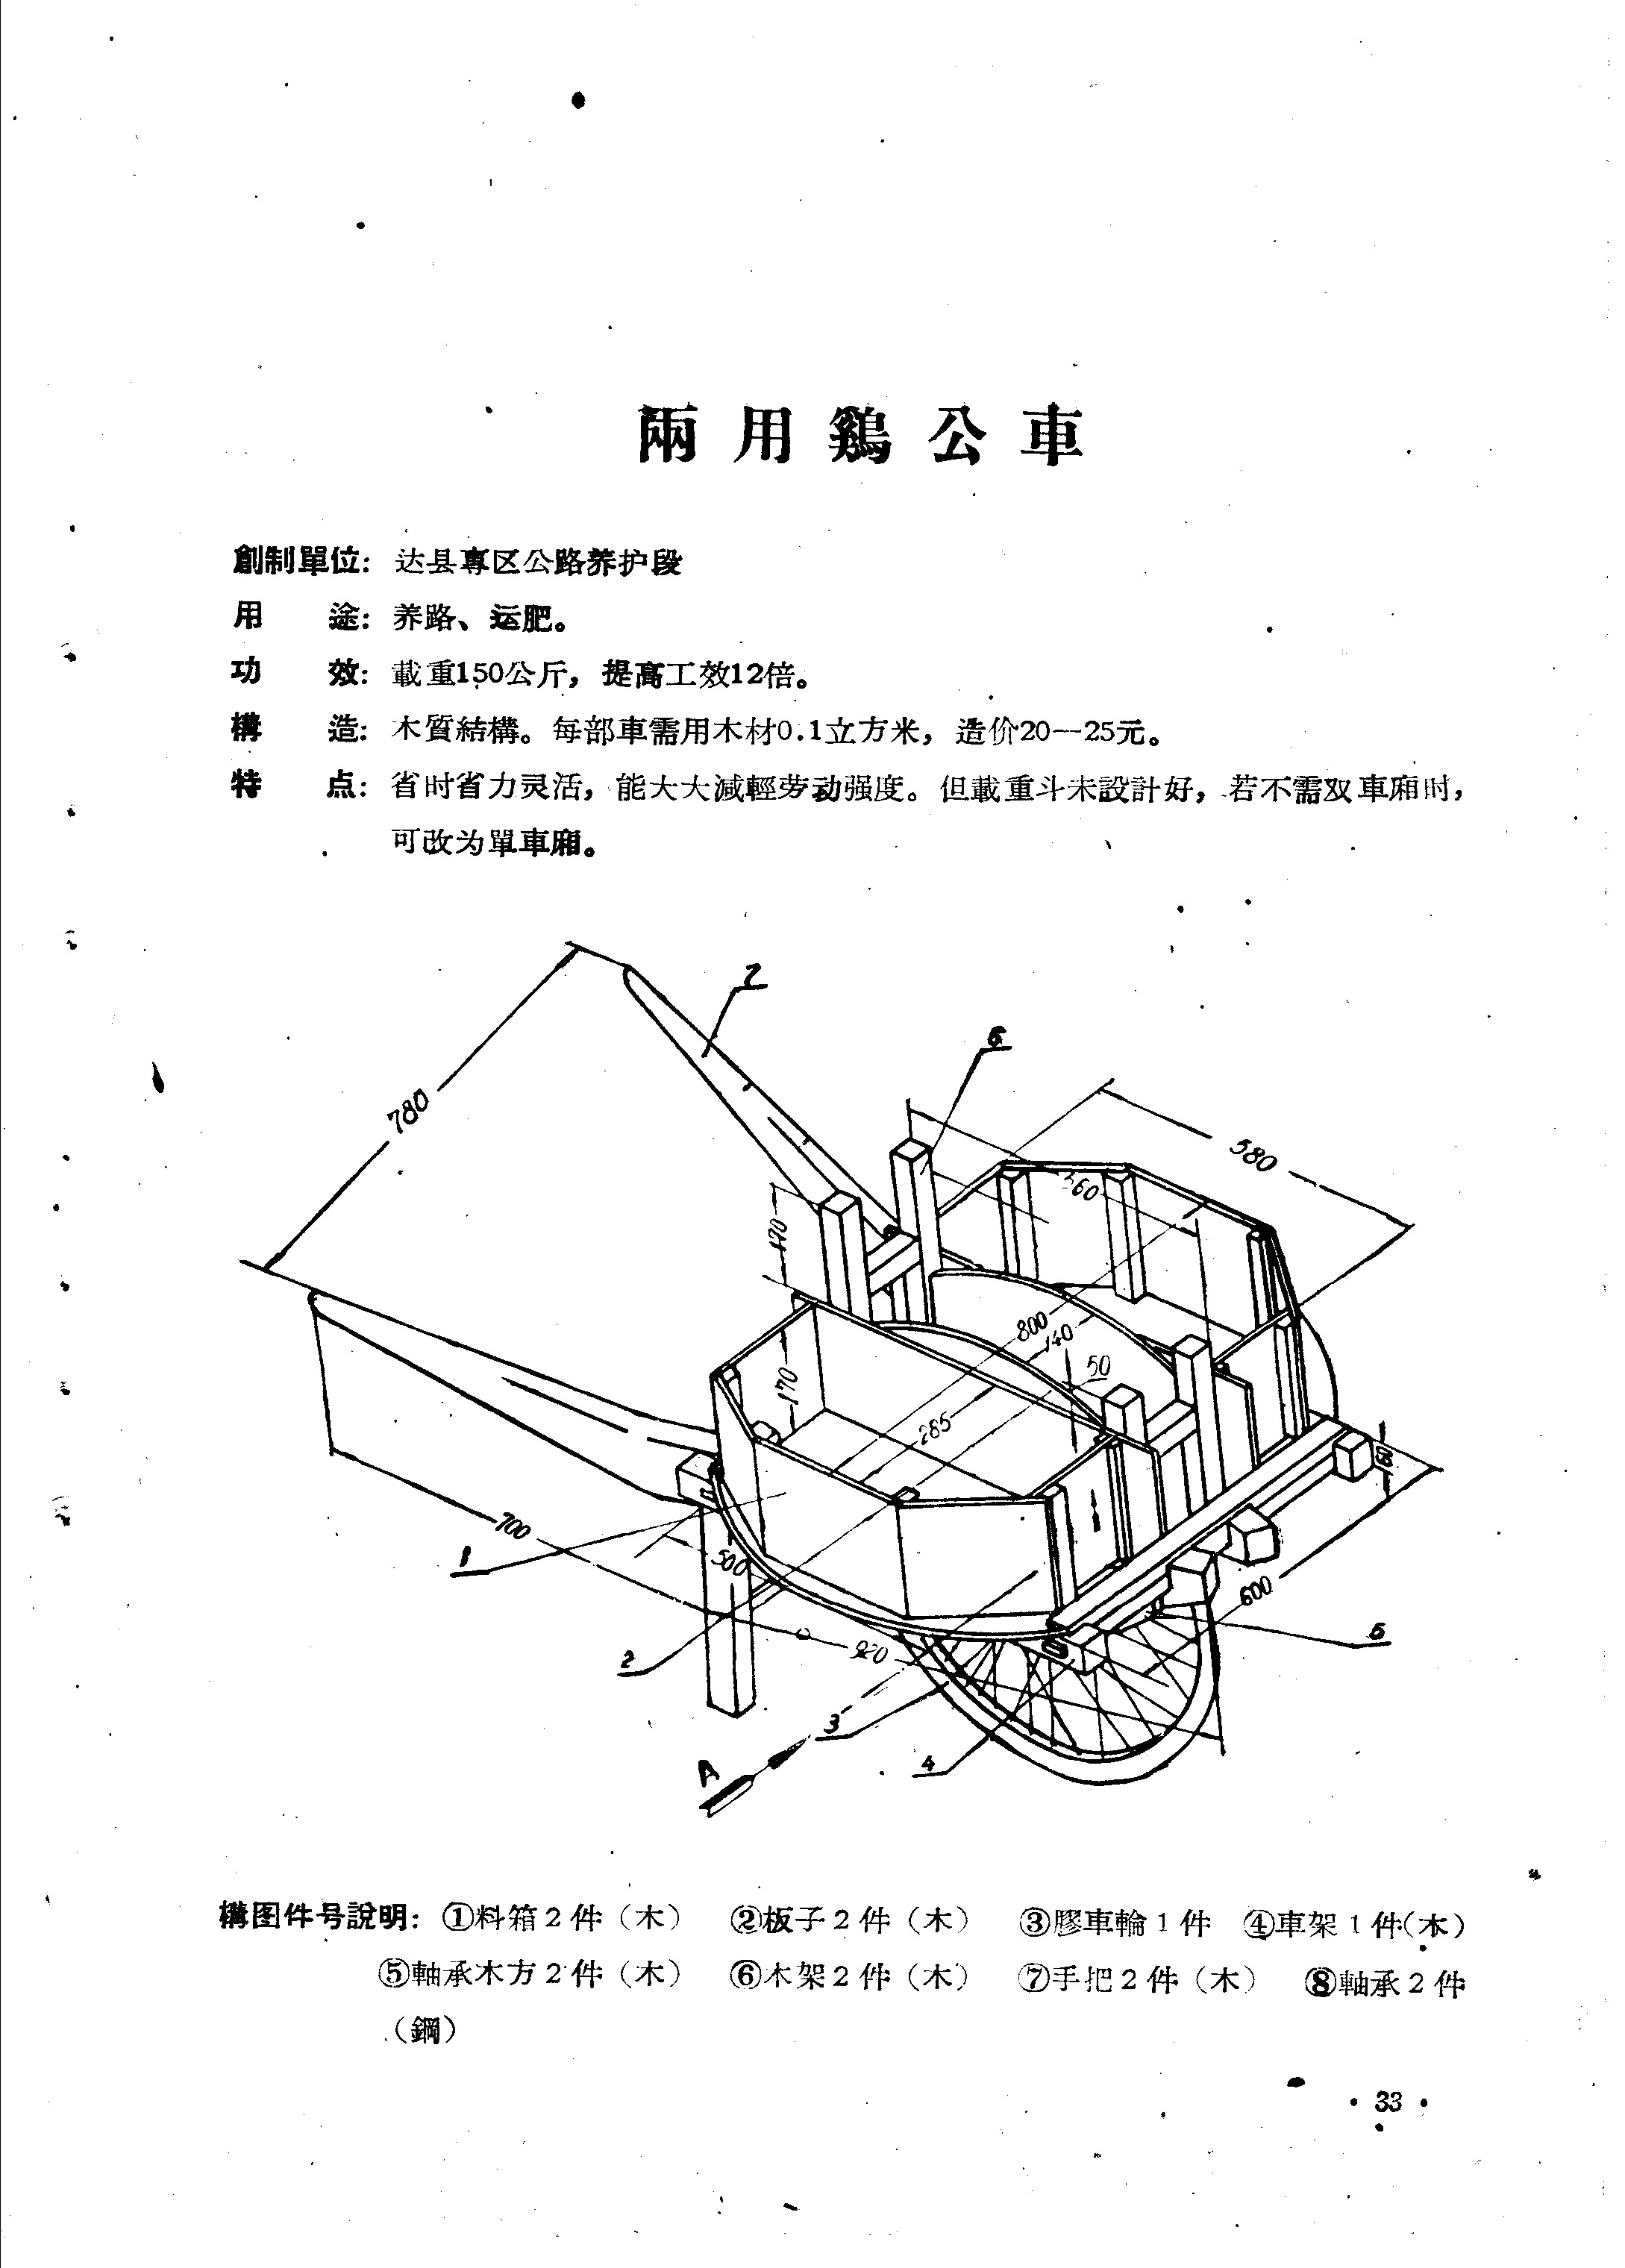 兩用鷄公車
創制單位：达县專区公路养护段
用　　途：养路、运肥。
功　　效：載重150公斤，提高工效12倍。
構　　造：木質結構。每部車需用木材0.1立方米，造价20—25元。
特　　点：省时省力灵活，能大大減輕劳动强度。但載重斗未設計好，若不需双車廂时，
可改为單車廂。
7
6
780
580
360
170
800
140
50
170
285
60
700
1
500
600
5
2
920
3
4
A
構图件号說明：①料箱2件（木）　②板子2件（木）　③膠車輪1件　④車架1件（木）
⑤軸承木方2件（木）　⑥木架2件（木）　⑦手把2件（木）　⑧軸承2件
（鋼）
• 33 •